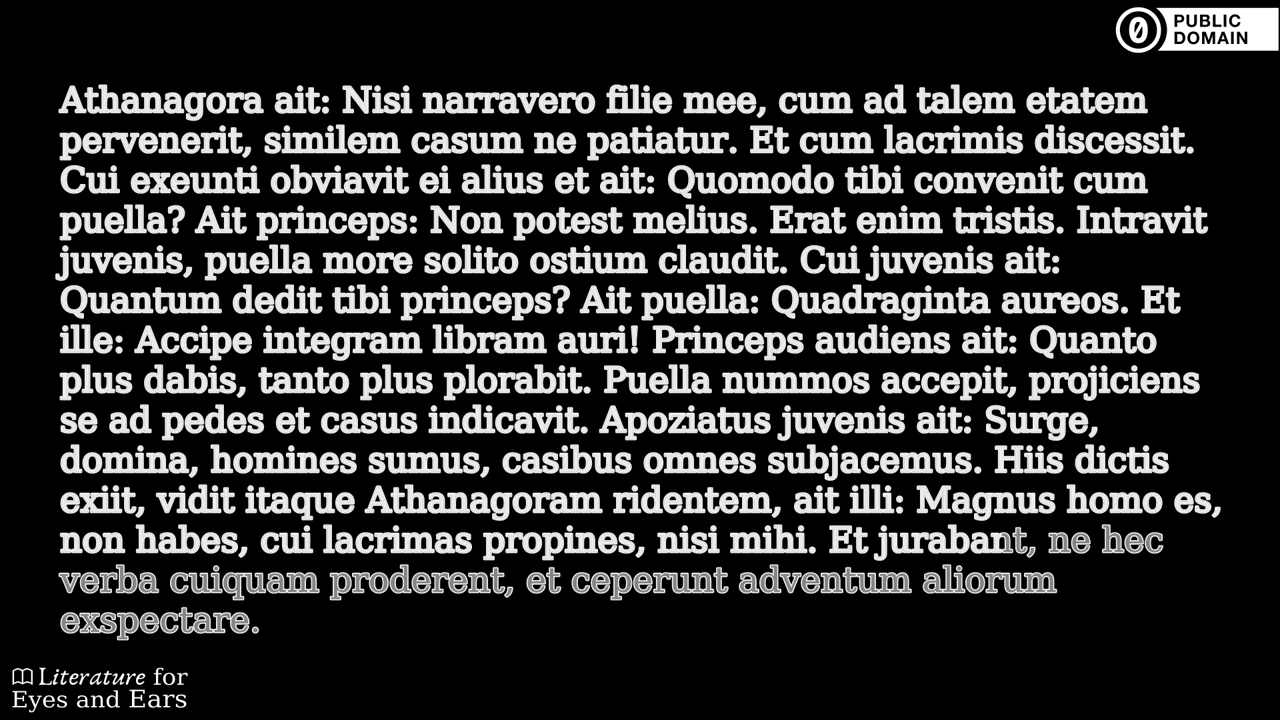 PUBLIC
DOMAIN
Athanagora ait: Nisi narravero filie mee, cum ad talem etatem
pervenerit, similem casum ne patiatur. Et cum lacrimis discessit.
Cui exeunti obviavit ei alius et ait: Quomodo tibi convenit cum
puella? Ait princeps: Non potest melius. Erat enim tristis. Intravit
juvenis, puella more solito ostium claudit. Cui juvenis ait:
Quantum dedit tibi princeps? Ait puella: Quadraginta aureos. Et
ille: Accipe integram libram auri! Princeps audiens ait: Quanto
plus dabis, tanto plus plorabit. Puella nummos accepit, projiciens
se ad pedes et casus indicavit. Apoziatus juvenis ait: Surge,
domina, homines sumus, casibus omnes subjacemus. Hiis dictis
exiit, vidit itaque Athanagoram ridentem, ait illi: Magnus homo es,
non habes, cui lacrimas propines, nisi mihi. Et jurabant, ne hec
verba cuiquam proderent, et ceperunt adventum aliorum
exspectare.
Literature for
Eyes and Ears